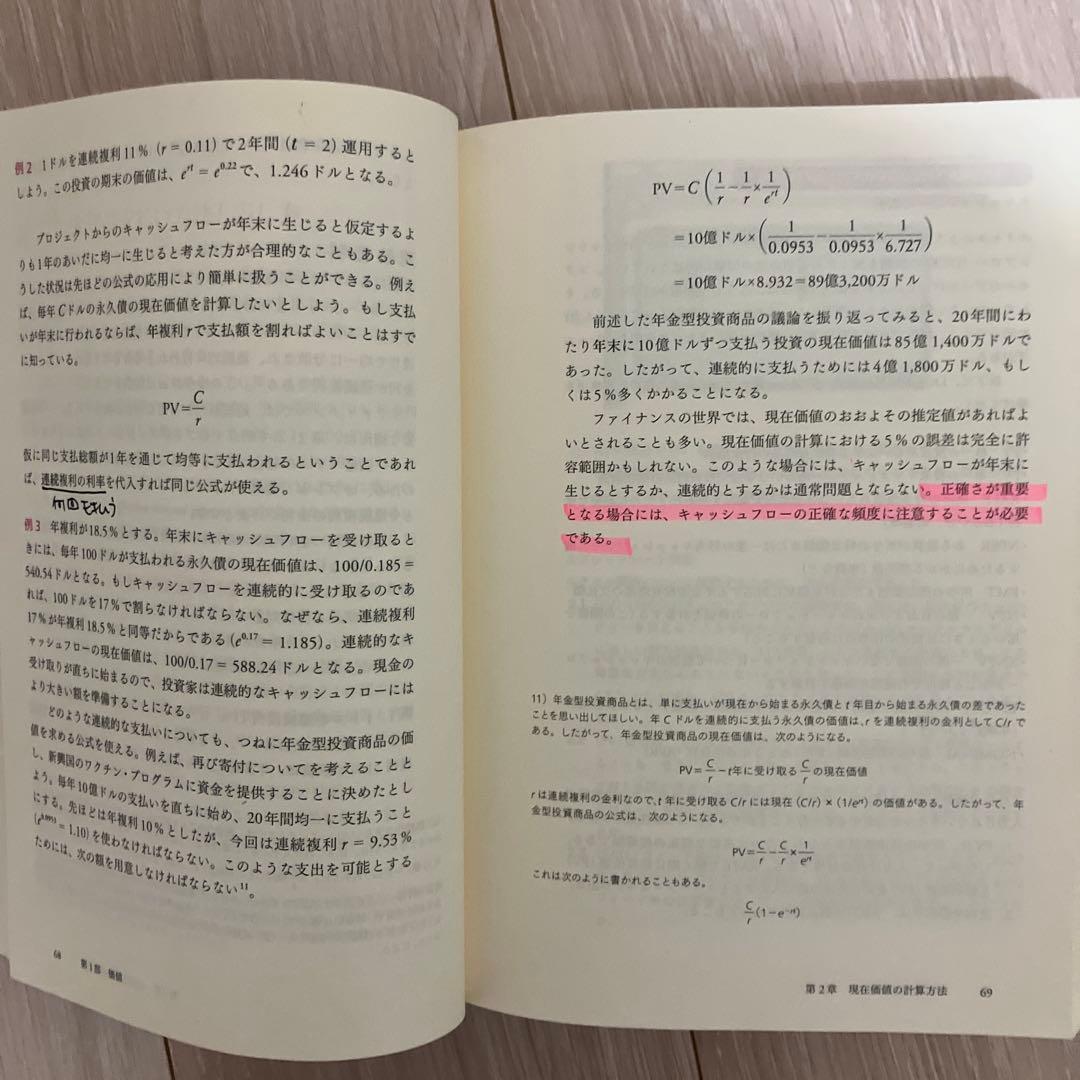 例2 1ドルを連続複利11%（r = 0.11）で2年間（t = 2）運用すると
しよう。この投資の期末の価値は、e^rt = e^0.22で、1.246ドルとなる。
プロジェクトからのキャッシュフローが年末に生じると仮定するよ
りも1年のあいだに均一に生じると考えた方が合理的なこともある。こ
うした状況は先ほどの公式の応用により簡単に扱うことができる。例え
ば、毎年Cドルの永久債の現在価値を計算したいとしよう。もし支払
いが年末に行われるならば、年複利rで支払額を割ればよいことはすで
に知っている。
PV=C/r
仮に同じ支払総額が1年を通じて均等に支払われるということであれ
ば、連続複利の利率を代入すれば同じ公式が使える。
例3 年複利が18.5%とする。年末にキャッシュフローを受け取ると
きには、毎年100ドルが支払われる永久債の現在価値は、100/0.185 =
540.54ドルとなる。もしキャッシュフローを連続的に受け取るのであ
れば、100ドルを17%で割らなければならない。なぜなら、連続複利
17%が年複利18.5%と同等だからである（e^0.17 = 1.185）。連続的なキ
ャッシュフローの現在価値は、100/0.17 = 588.24ドルとなる。現金の
受け取りが直ちに始まるので、投資家は連続的なキャッシュフローには
より大きい額を準備することになる。
どのような連続的な支払いについても、つねに年金型投資商品の価
値を求める公式を使える。例えば、再び寄付についてを考えることと
し、新興国のワクチン・プログラムに資金を提供することに決めたとし
よう。毎年10億ドルの支払いを直ちに始め、20年間均一に支払うこと
にする。先ほどは年複利10%としたが、今回は連続複利r = 9.53%
（e^0.0953 = 1.10）を使わなければならない。このような支出を可能とする
ためには、次の額を用意しなければならない11。
68 第1部 価値
PV=C(1/r−1/r×1/e^rt)
=10億ドル×(1/0.0953−1/0.0953×1/6.727)
=10億ドル×8.932=89億3,200万ドル
前述した年金型投資商品の議論を振り返ってみると、20年間にわ
たり年末に10億ドルずつ支払う投資の現在価値は85億1,400万ドルで
あった。したがって、連続的に支払うためには4億1,800万ドル、もし
くは5%多くかかることになる。
ファイナンスの世界では、現在価値のおおよその推定値があればよ
いとされることも多い。現在価値の計算における5%の誤差は完全に許
容範囲かもしれない。このような場合には、キャッシュフローが年末に
生じるとするか、連続的とするかは通常問題とならない。正確さが重要
となる場合には、キャッシュフローの正確な頻度に注意することが必要
である。
11）年金型投資商品とは、単に支払いが現在から始まる永久債とt年目から始まる永久債の差であった
ことを思い出してほしい。年Cドルを連続的に支払う永久債の価値は、rを連続複利の金利としてC/rで
ある。したがって、年金型投資商品の現在価値は、次のようになる。
PV=C/r−t年に受け取るC/rの現在価値
rは連続複利の金利なので、t年に受け取るC/rには現在（C/r）×（1/e^rt）の価値がある。したがって、年
金型投資商品の公式は、次のようになる。
PV=C/r−C/r×1/e^rt
これは次のように書かれることもある。
C/r(1−e^−rt)
第2章 現在価値の計算方法 69